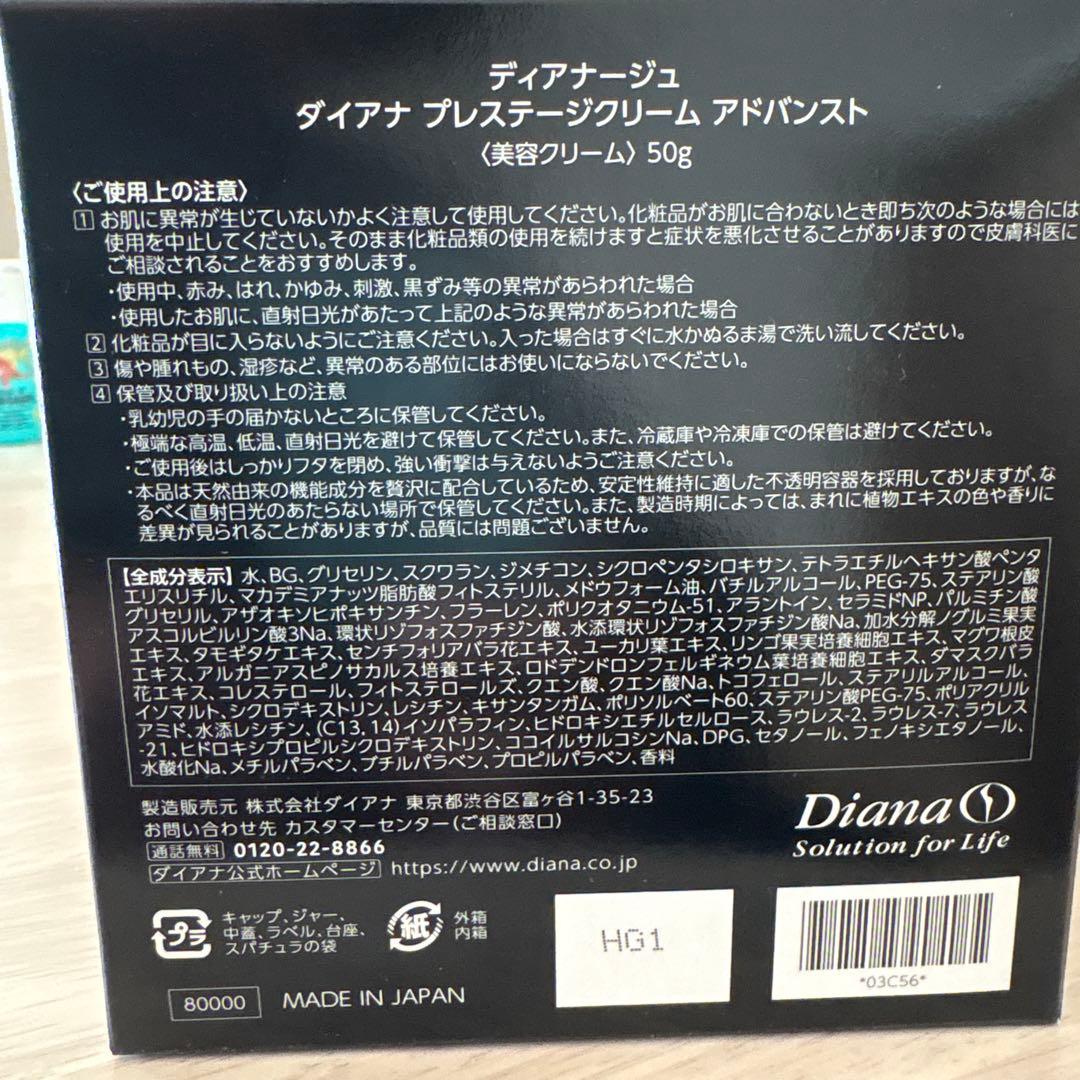 ディアナージュ
ダイアナ プレステージクリーム アドバンスト
〈美容クリーム〉50g
〈ご使用上の注意〉
1 お肌に異常が生じていないかよく注意して使用してください。化粧品がお肌に合わないとき即ち次のような場合には
使用を中止してください。そのまま化粧品類の使用を続けますと症状を悪化させることがありますので皮膚科医に
ご相談されることをおすすめします。
・使用中、赤み、はれ、かゆみ、刺激、黒ずみ等の異常があらわれた場合
・使用したお肌に、直射日光があたって上記のような異常があらわれた場合
2 化粧品が目に入らないようにご注意ください。入った場合はすぐに水かぬるま湯で洗い流してください。
3 傷や腫れもの、湿疹など、異常のある部位にはお使いにならないでください。
4 保管及び取り扱い上の注意
・乳幼児の手の届かないところに保管してください。
・極端な高温、低温、直射日光を避けて保管してください。また、冷蔵庫や冷凍庫での保管は避けてください。
・ご使用後はしっかりフタを閉め、強い衝撃は与えないようご注意ください。
・本品は天然由来の機能成分を贅沢に配合しているため、安定性維持に適した不透明容器を採用しておりますが、な
るべく直射日光のあたらない場所で保管してください。また、製造時期によっては、まれに植物エキスの色や香りに
差異が見られることがありますが、品質には問題ございません。
【全成分表示】水、BG、グリセリン、スクワラン、ジメチコン、シクロペンタシロキサン、テトラエチルヘキサン酸ペンタ
エリスリチル、マカデミアナッツ脂肪酸フィトステリル、メドウフォーム油、バチルアルコール、PEG-75、ステアリン酸
グリセリル、アザオキソヒポキサンチン、フラーレン、ポリクオタニウム-51、アラントイン、セラミドNP、パルミチン酸
アスコルビルリン酸3Na、環状リゾフォスファチジン酸、水添環状リゾフォスファチジン酸Na、加水分解ノグルミ果実
エキス、タモギタケエキス、センチフォリアバラ花エキス、ユーカリ葉エキス、リンゴ果実培養細胞エキス、マグワ根皮
エキス、アルガニアスピノサカルス培養エキス、ロドデンドロンフェルギネウム葉培養細胞エキス、ダマスクバラ
花エキス、コレステロール、フィトステロールズ、クエン酸、クエン酸Na、トコフェロール、ステアリルアルコール、
イソマルト、シクロデキストリン、レシチン、キサンタンガム、ポリソルベート60、ステアリン酸PEG-75、ポリアクリル
アミド、水添レシチン、(C13,14)イソパラフィン、ヒドロキシエチルセルロース、ラウレス-2、ラウレス-7、ラウレス
-21、ヒドロキシプロピルシクロデキストリン、ココイルサルコシンNa、DPG、セタノール、フェノキシエタノール、
水酸化Na、メチルパラベン、ブチルパラベン、プロピルパラベン、香料
製造販売元 株式会社ダイアナ 東京都渋谷区富ヶ谷1-35-23
お問い合わせ先 カスタマーセンター(ご相談窓口)
通話無料 0120-22-8866
ダイアナ公式ホームページ https://www.diana.co.jp
Diana
Solution for Life
プラ
キャップ、ジャー、
中蓋、ラベル、台座、
スパチュラの袋
紙
外箱
内箱
HG1
*03C56*
80000 MADE IN JAPAN